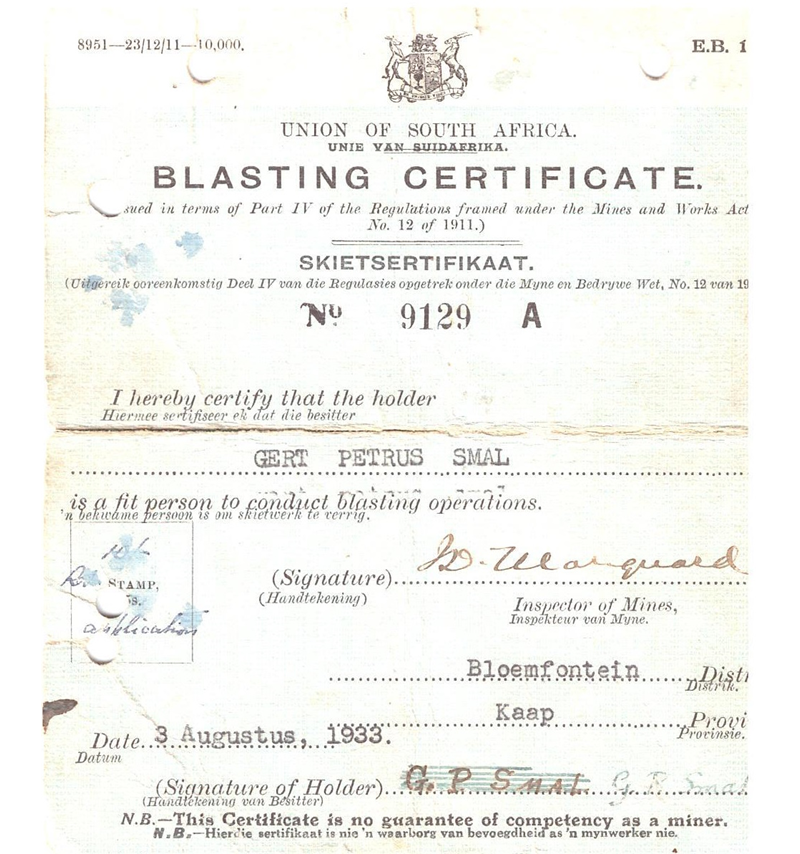 8951—23/12/11—10,000.
E.B. 1
UNION OF SOUTH AFRICA.
UNIE VAN SUIDAFRIKA.
BLASTING CERTIFICATE.
sued in terms of Part IV of the Regulations framed under the Mines and Works Act
No. 12 of 1911.)
SKIETSERTIFIKAAT.
(Uitgereik ooreenkomstig Deel IV van die Regulasies opgetrek onder die Myne en Bedrywe Wet, No. 12 van 19
No 9129 A
I hereby certify that the holder
Hiermee sertifiseer ek dat die besitter
GERT PETRUS SMAL
is a fit person to conduct blasting operations.
'n bekwame persoon is om skietwerk te verrig.
STAMP,
s.
application
(Signature) Marquard
(Handtekening)
Inspector of Mines,
Inspekteur van Myne.
Bloemfontein Distr
Distrik.
Kaap Provi
Provinsie.
Date 3 Augustus, 1933.
Datum
(Signature of Holder) G. P SMAL G P Smal
(Handtekening van Besitter)
N.B.—This Certificate is no guarantee of competency as a miner.
N.B.—Hierdie sertifikaat is nie 'n waarborg van bevoegdheid as 'n mynwerker nie.